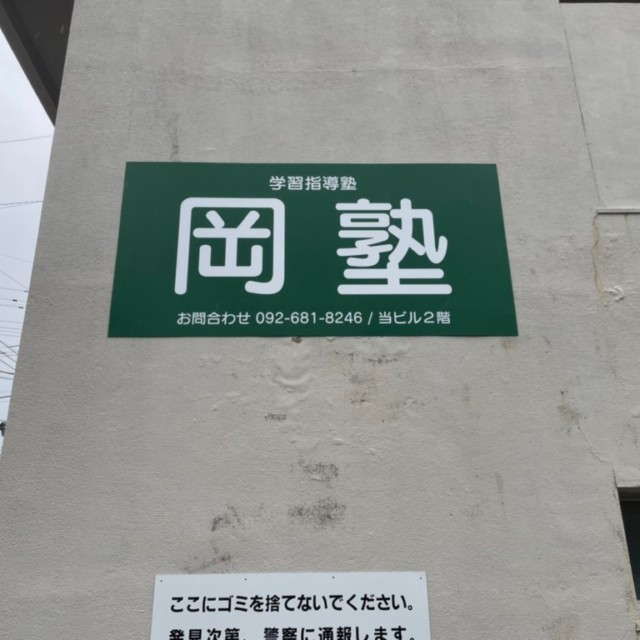 学習指導塾
岡 塾
お問合わせ 092-681-8246 / 当ビル2階
ここにゴミを捨てないでください。
発見次第、警察に通報します。